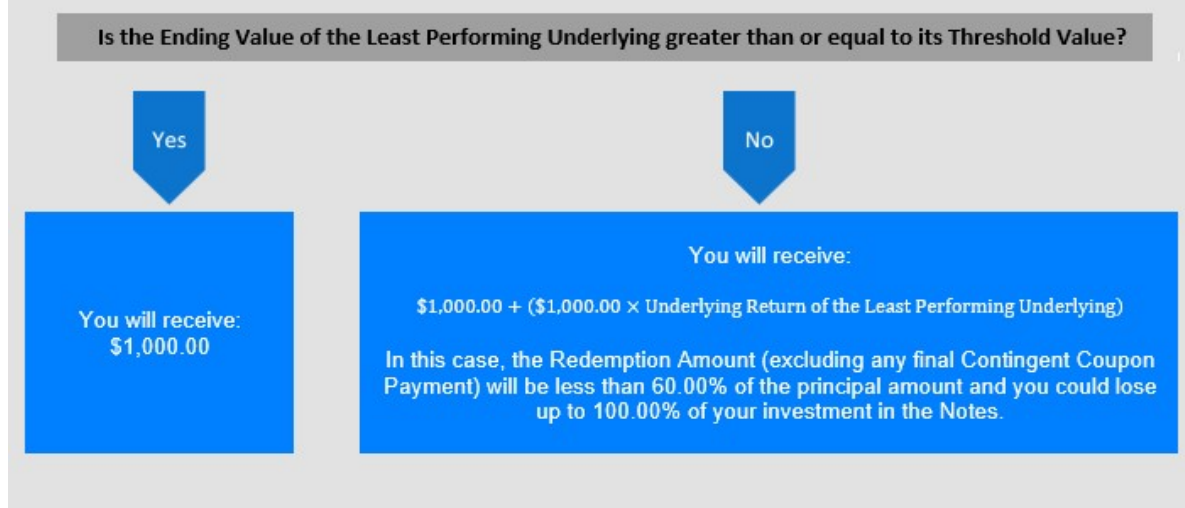 Is the Ending Value of the Least Performing Underlying greater than or equal to its Threshold Value?
Yes
No
You will receive:
$1,000.00
You will receive:
$1,000.00 + ($1,000.00 × Underlying Return of the Least Performing Underlying)
In this case, the Redemption Amount (excluding any final Contingent Coupon
Payment) will be less than 60.00% of the principal amount and you could lose
up to 100.00% of your investment in the Notes.